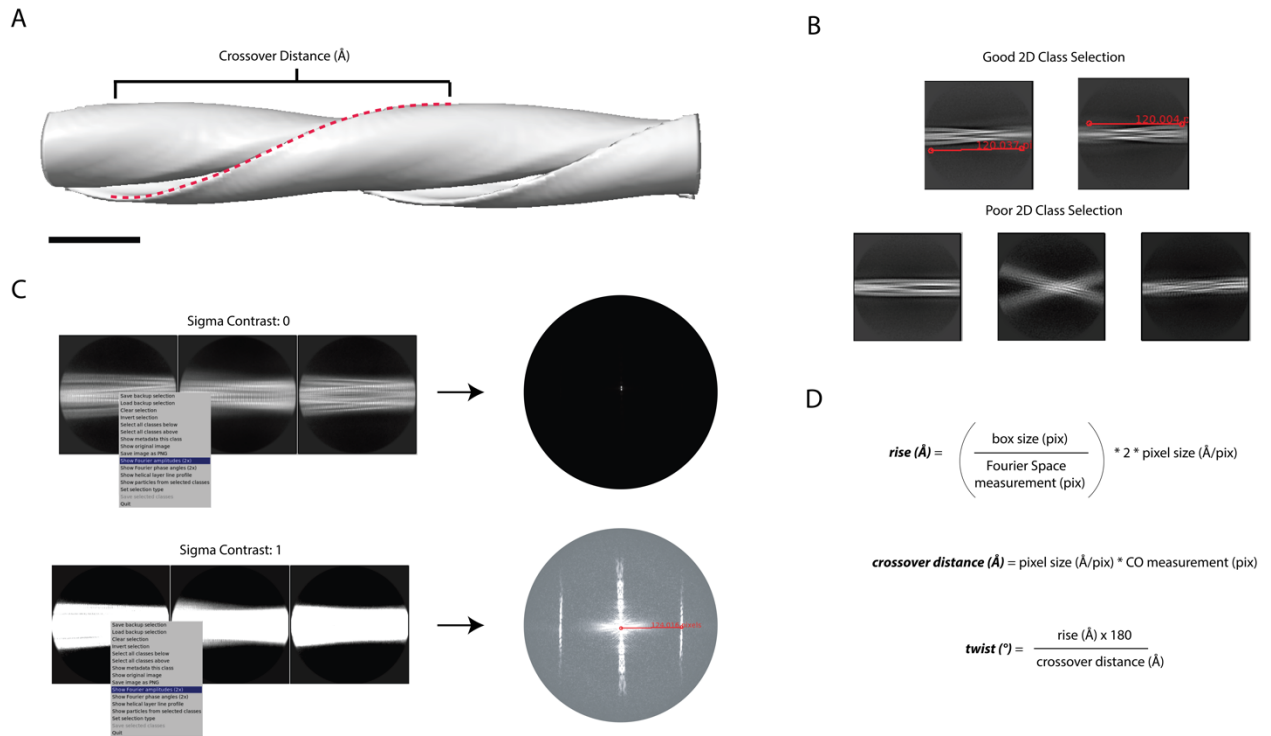 A
Crossover Distance (Å)
B
Good 2D Class Selection
120.037
120.004 p
Poor 2D Class Selection
C
Sigma Contrast: 0
Save backup selection
Load backup selection
Clear selection
Invert selection
Select all classes below
Select all classes above
Show metadata this class
Show original image
Save image as PNG
Show Fourier amplitudes (2x)
Show Fourier phase angles (2x)
Show helical layer line profile
Show particles from selected classes
Set selection type
Save selected classes
Quit
Sigma Contrast: 1
Save backup selection
Load backup selection
Clear selection
Invert selection
Select all classes below
Select all classes above
Show metadata this class
Show original image
Save image as PNG
Show Fourier amplitudes (2x)
Show Fourier phase angles (2x)
Show helical layer line profile
Show particles from selected classes
Set selection type
Save selected classes
Quit
D
rise (Å) = ( box size (pix)
Fourier Space
measurement (pix) ) * 2 * pixel size (Å/pix)
crossover distance (Å) = pixel size (Å/pix) * CO measurement (pix)
twist (°) = rise (Å) x 180
crossover distance (Å)